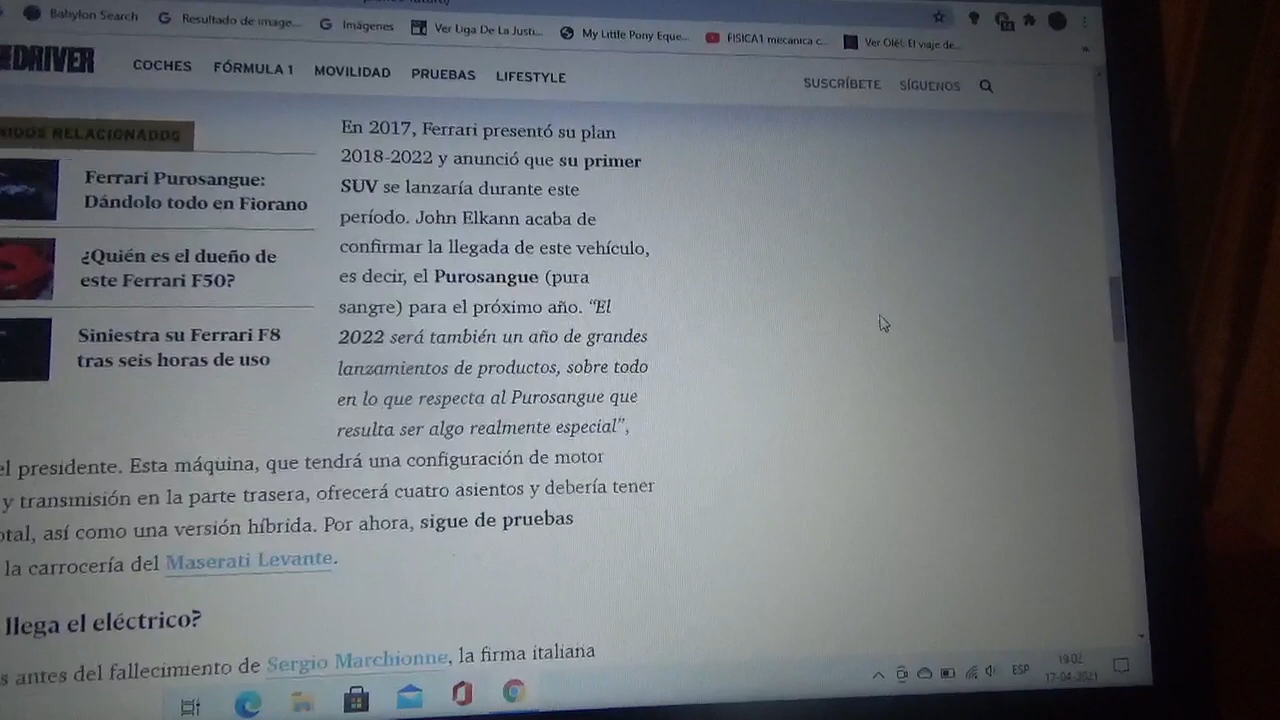 Babylon Search
Resultado de image...
Imágenes
Ver Liga De La Justi...
My Little Pony Eque...
FISICA1 mecanica c...
Ver Olé!: El viaje de...
DRIVER
COCHES
FÓRMULA 1
MOVILIDAD
PRUEBAS
LIFESTYLE
SUSCRÍBETE
SÍGUENOS
RELACIONADOS
Ferrari Purosangue:
Dándolo todo en Fiorano
¿Quién es el dueño de
este Ferrari F50?
Siniestra su Ferrari F8
tras seis horas de uso
En 2017, Ferrari presentó su plan
2018-2022 y anunció que su primer
SUV se lanzaría durante este
período. John Elkann acaba de
confirmar la llegada de este vehículo,
es decir, el Purosangue (pura
sangre) para el próximo año. “El
2022 será también un año de grandes
lanzamientos de productos, sobre todo
en lo que respecta al Purosangue que
resulta ser algo realmente especial”,
el presidente. Esta máquina, que tendrá una configuración de motor
y transmisión en la parte trasera, ofrecerá cuatro asientos y debería tener
otal, así como una versión híbrida. Por ahora, sigue de pruebas
la carrocería del Maserati Levante.
llega el eléctrico?
s antes del fallecimiento de Sergio Marchionne, la firma italiana
ESP
19:02
17-04-2021